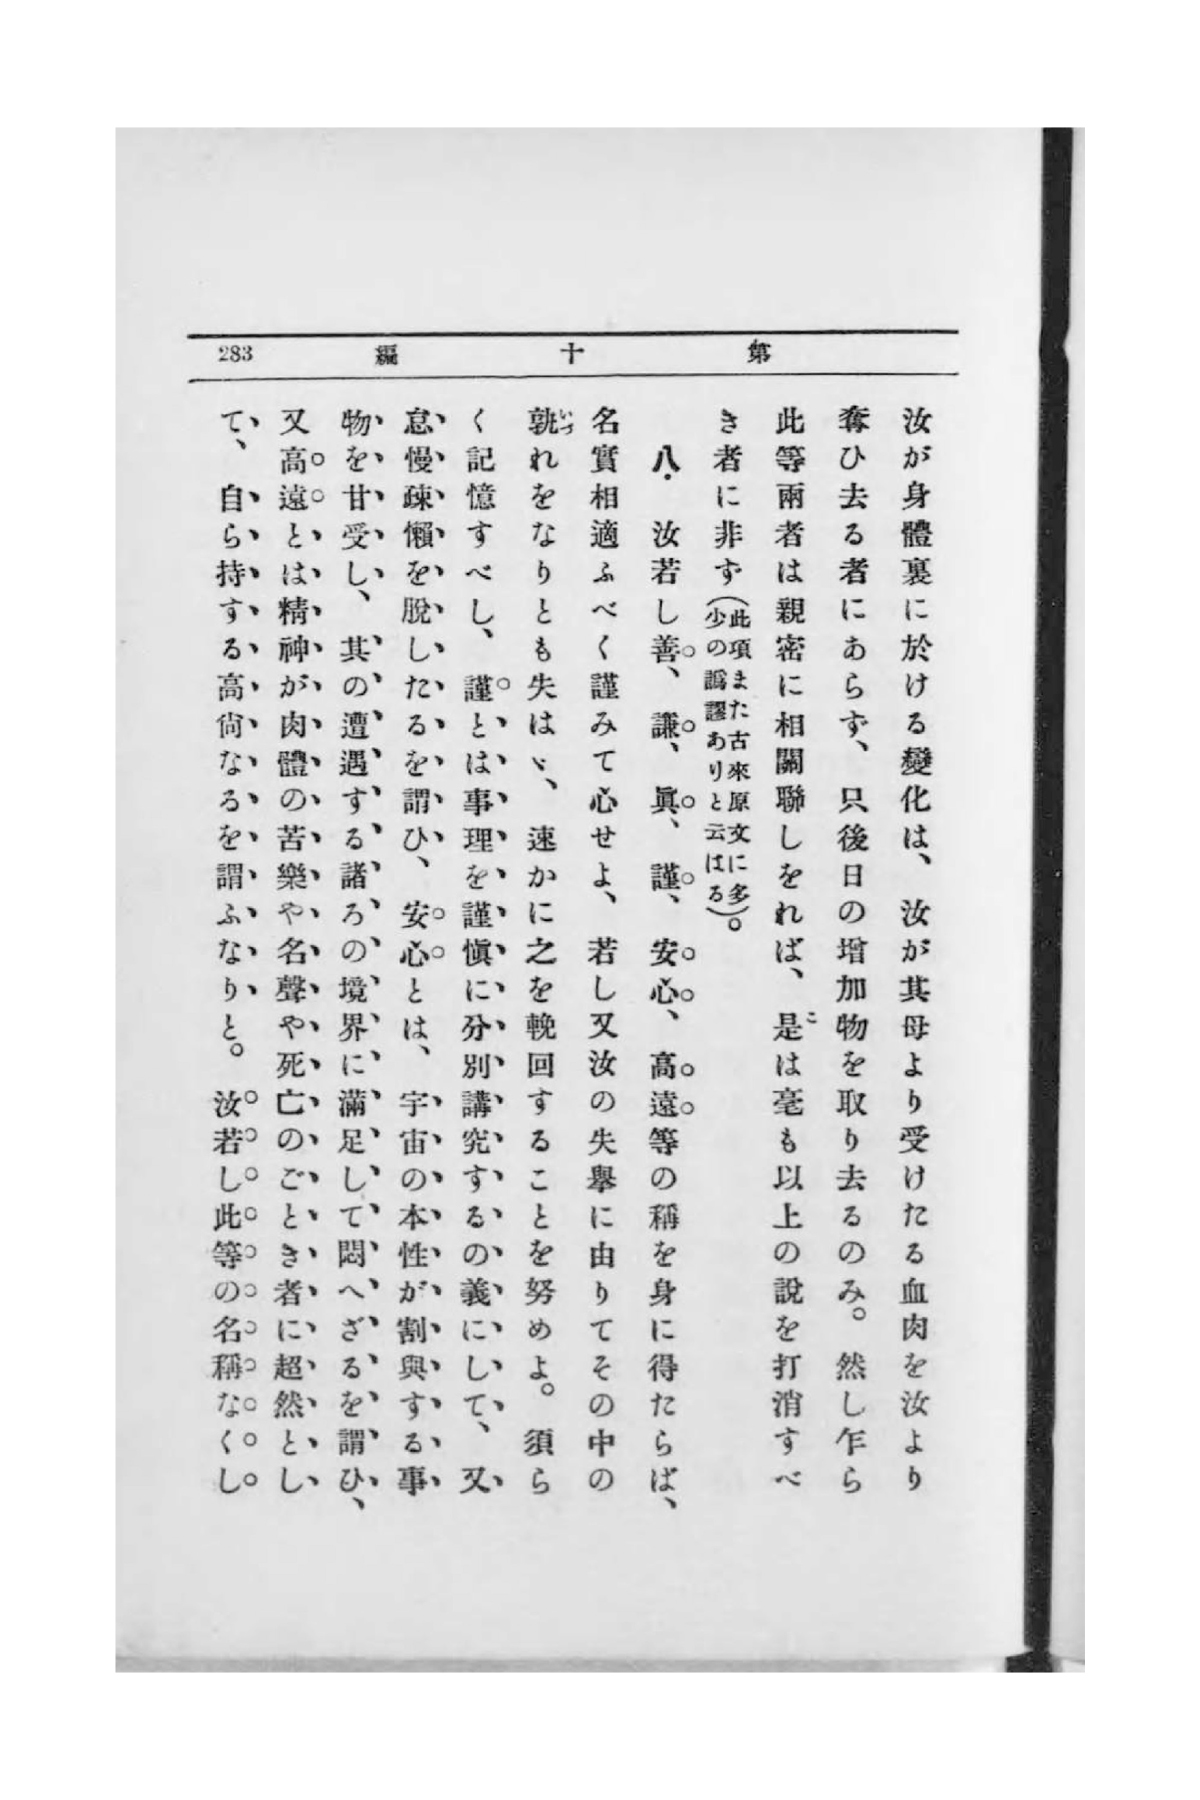 第十編
283
汝が身體裏に於ける變化は、汝が其母より受けたる血肉を汝より
奪ひ去る者にあらず、只後日の増加物を取り去るのみ。然し乍ら
此等兩者は親密に相關聯しをれば、是は毫も以上の說を打消すべ
き者に非ず(此項また古來原文に多少の譌謬ありと云はる)。
八. 汝若し善、謙、眞、謹、安心、高遠等の稱を身に得たらば、
名實相適ふべく謹みて心せよ、若し又汝の失擧に由りてその中の
孰れをなりとも失はゞ、速かに之を輓回することを努めよ。須ら
く記憶すべし、謹とは事理を謹愼に分別講究するの義にして、又
怠慢疎懶を脫したるを謂ひ、安心とは、宇宙の本性が割與する事
物を甘受し、其の遭遇する諸ろの境界に滿足して悶へざるを謂ひ、
又高遠とは精神が肉體の苦樂や名聲や死亡のごとき者に超然とし
て、自ら持する高尙なるを謂ふなりと。汝若し此等の名稱なくし